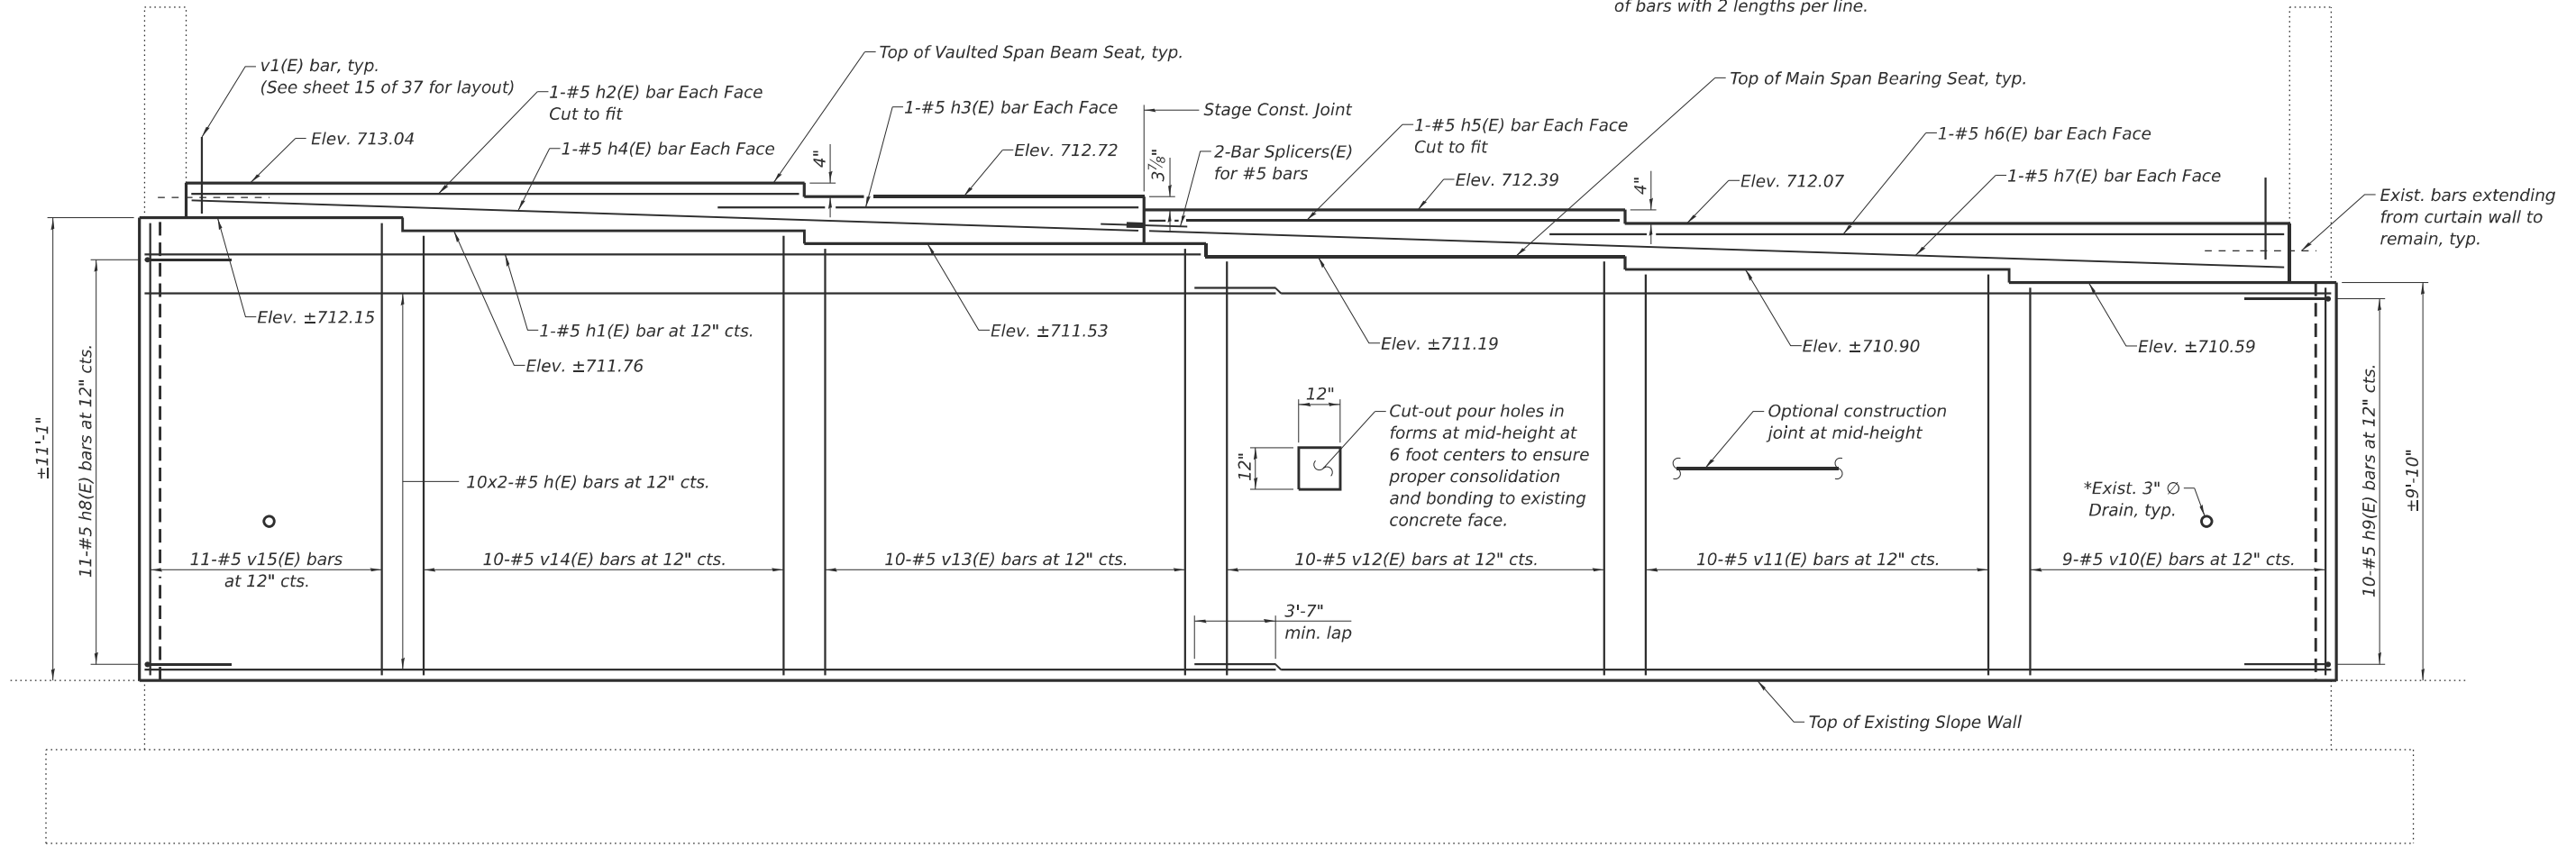 of bars with 2 lengths per line.
v1(E) bar, typ.
(See sheet 15 of 37 for layout)
Top of Vaulted Span Beam Seat, typ.
Top of Main Span Bearing Seat, typ.
1-#5 h2(E) bar Each Face
Cut to fit
1-#5 h3(E) bar Each Face
Stage Const. Joint
Elev. 713.04
1-#5 h4(E) bar Each Face
4"
Elev. 712.72
3⅞"
2-Bar Splicers(E)
for #5 bars
1-#5 h5(E) bar Each Face
Cut to fit
Elev. 712.39
4"
1-#5 h6(E) bar Each Face
Elev. 712.07
1-#5 h7(E) bar Each Face
Exist. bars extending
from curtain wall to
remain, typ.
Elev. ±712.15
1-#5 h1(E) bar at 12" cts.
Elev. ±711.76
Elev. ±711.53
Elev. ±711.19
Elev. ±710.90
Elev. ±710.59
±11'-1"
11-#5 h8(E) bars at 12" cts.
10x2-#5 h(E) bars at 12" cts.
12"
12"
Cut-out pour holes in
forms at mid-height at
6 foot centers to ensure
proper consolidation
and bonding to existing
concrete face.
Optional construction
joint at mid-height
*Exist. 3" ∅
Drain, typ.
10-#5 h9(E) bars at 12" cts.
±9'-10"
11-#5 v15(E) bars
at 12" cts.
10-#5 v14(E) bars at 12" cts.
10-#5 v13(E) bars at 12" cts.
10-#5 v12(E) bars at 12" cts.
10-#5 v11(E) bars at 12" cts.
9-#5 v10(E) bars at 12" cts.
3'-7"
min. lap
Top of Existing Slope Wall